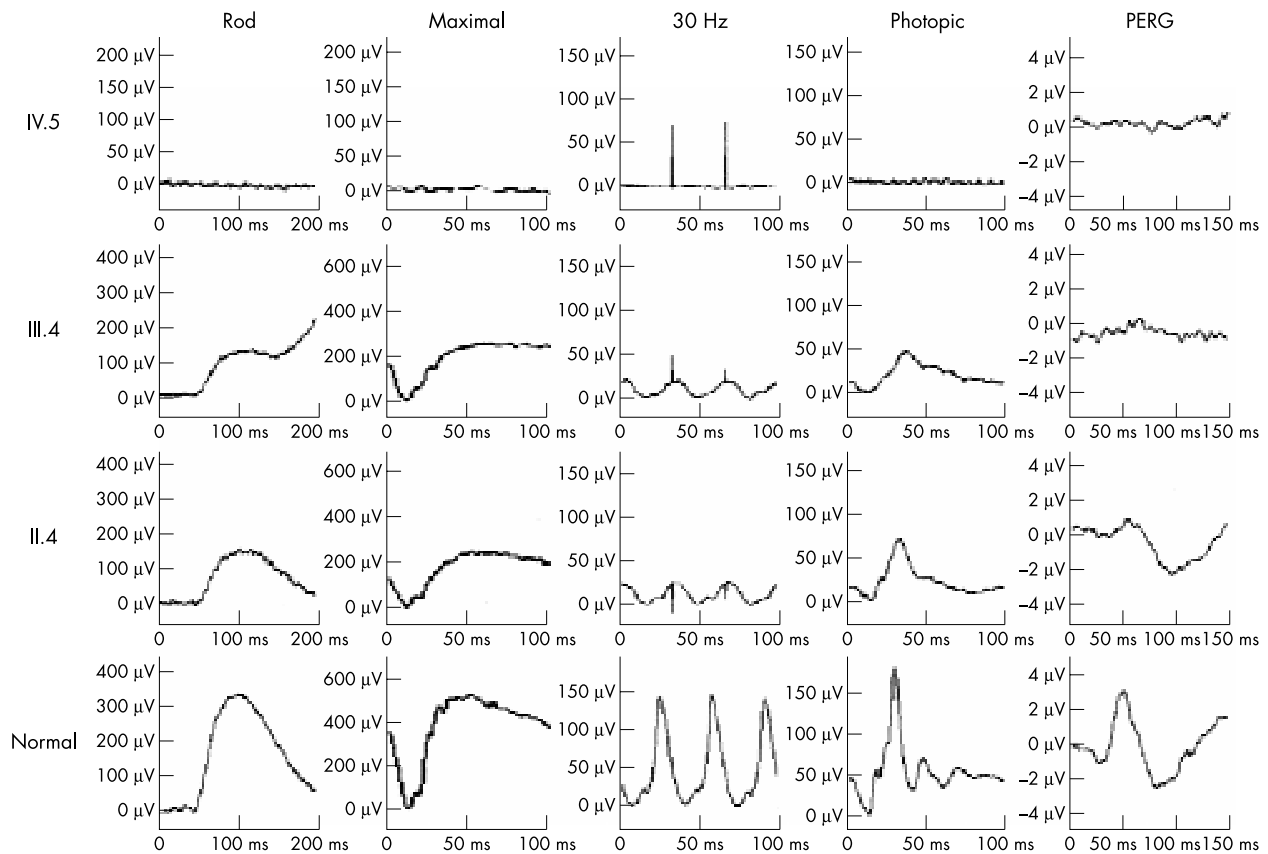 Rod Maximal 30 Hz Photopic PERG
IV.5
200 µV 200 µV 150 µV 150 µV 4 µV
150 µV 150 µV 100 µV 100 µV 2 µV
100 µV 100 µV 50 µV 50 µV 0 µV
50 µV 50 µV 0 µV 0 µV −2 µV
0 µV 0 µV −4 µV
0 100 ms 200 ms 0 50 ms 100 ms 0 50 ms 100 ms 0 50 ms 100 ms 0 50 ms 100 ms 150 ms
III.4
400 µV 600 µV 150 µV 150 µV 4 µV
300 µV 400 µV 100 µV 100 µV 2 µV
200 µV 200 µV 50 µV 50 µV 0 µV
100 µV 0 µV 0 µV 0 µV −2 µV
0 µV −4 µV
0 100 ms 200 ms 0 50 ms 100 ms 0 50 ms 100 ms 0 50 ms 100 ms 0 50 ms 100 ms 150 ms
II.4
400 µV 600 µV 150 µV 150 µV 4 µV
300 µV 400 µV 100 µV 100 µV 2 µV
200 µV 200 µV 50 µV 50 µV 0 µV
100 µV 0 µV 0 µV 0 µV −2 µV
0 µV −4 µV
0 100 ms 200 ms 0 50 ms 100 ms 0 50 ms 100 ms 0 50 ms 100 ms 0 50 ms 100 ms 150 ms
Normal
400 µV 600 µV 150 µV 150 µV 4 µV
300 µV 400 µV 100 µV 100 µV 2 µV
200 µV 200 µV 50 µV 50 µV 0 µV
100 µV 0 µV 0 µV 0 µV −2 µV
0 µV −4 µV
0 100 ms 200 ms 0 50 ms 100 ms 0 50 ms 100 ms 0 50 ms 100 ms 0 50 ms 100 ms 150 ms